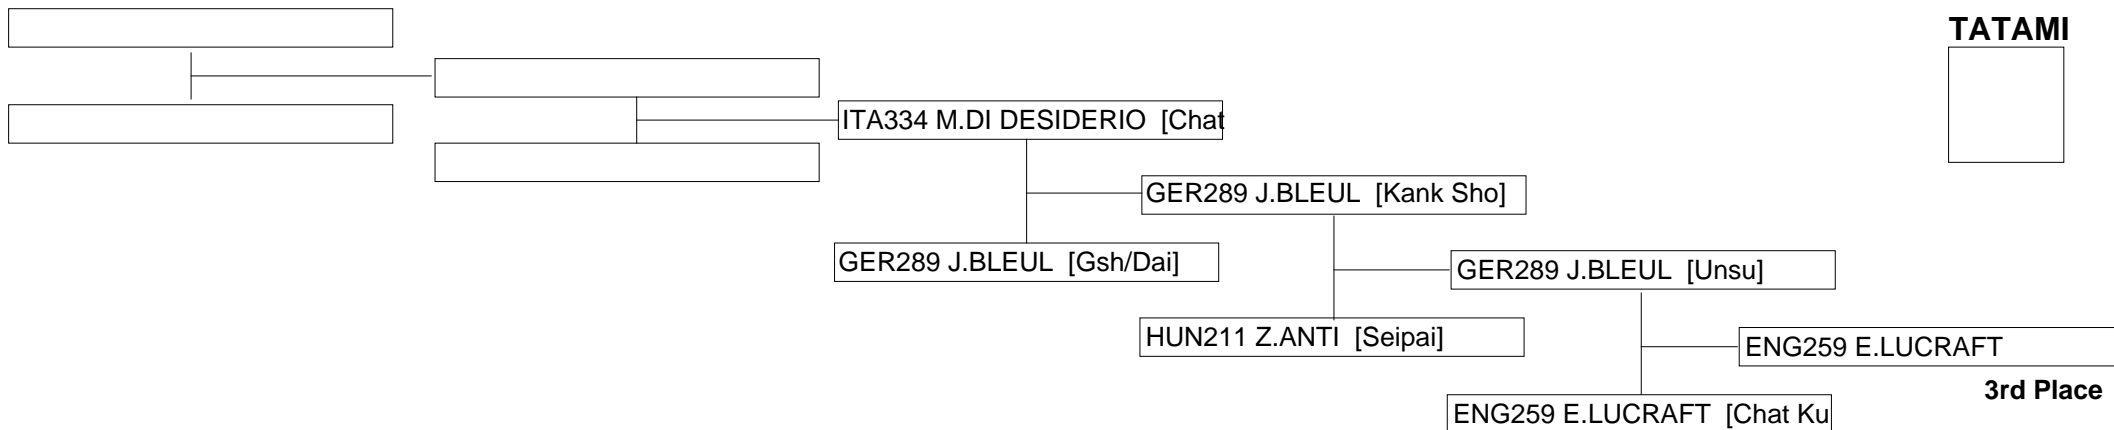 TATAMI
ITA334 M.DI DESIDERIO [Chat
GER289 J.BLEUL [Kank Sho]
GER289 J.BLEUL [Gsh/Dai]
GER289 J.BLEUL [Unsu]
HUN211 Z.ANTI [Seipai]
ENG259 E.LUCRAFT
3rd Place
ENG259 E.LUCRAFT [Chat Ku